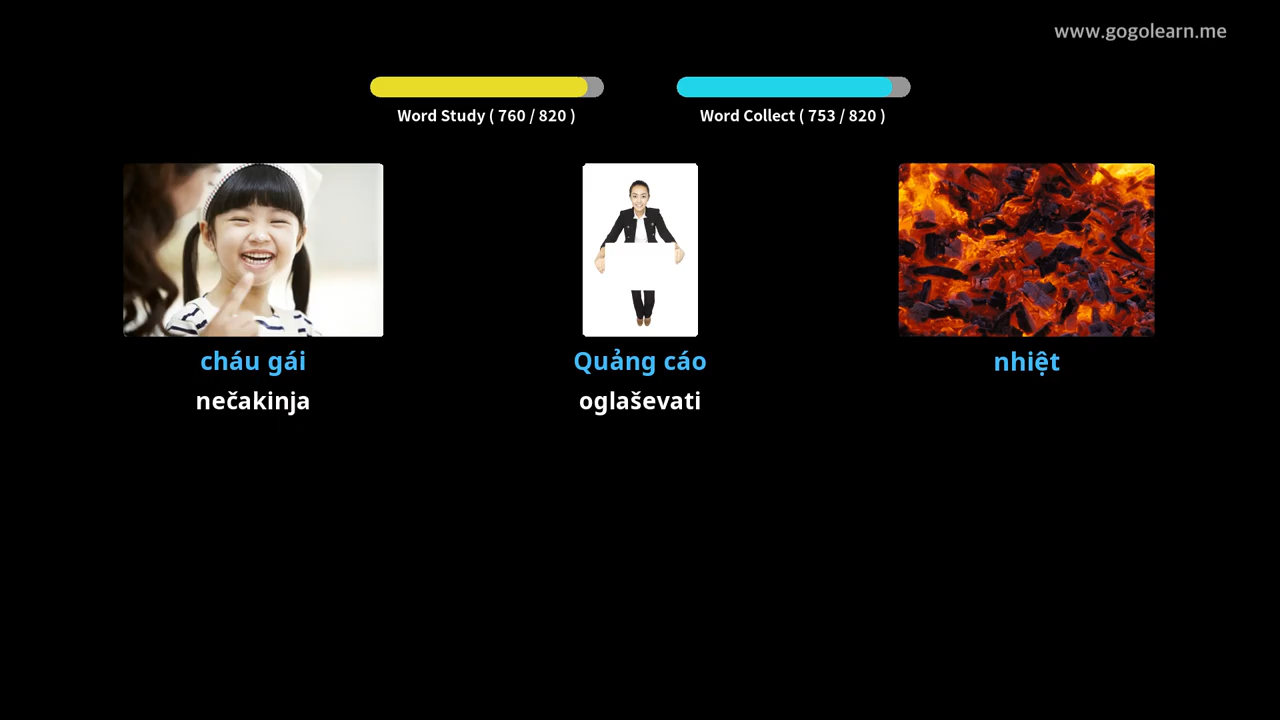 www.gogolearn.me
Word Study ( 760 / 820 )
Word Collect ( 753 / 820 )
cháu gái
nečakinja
Quảng cáo
oglaševati
nhiệt